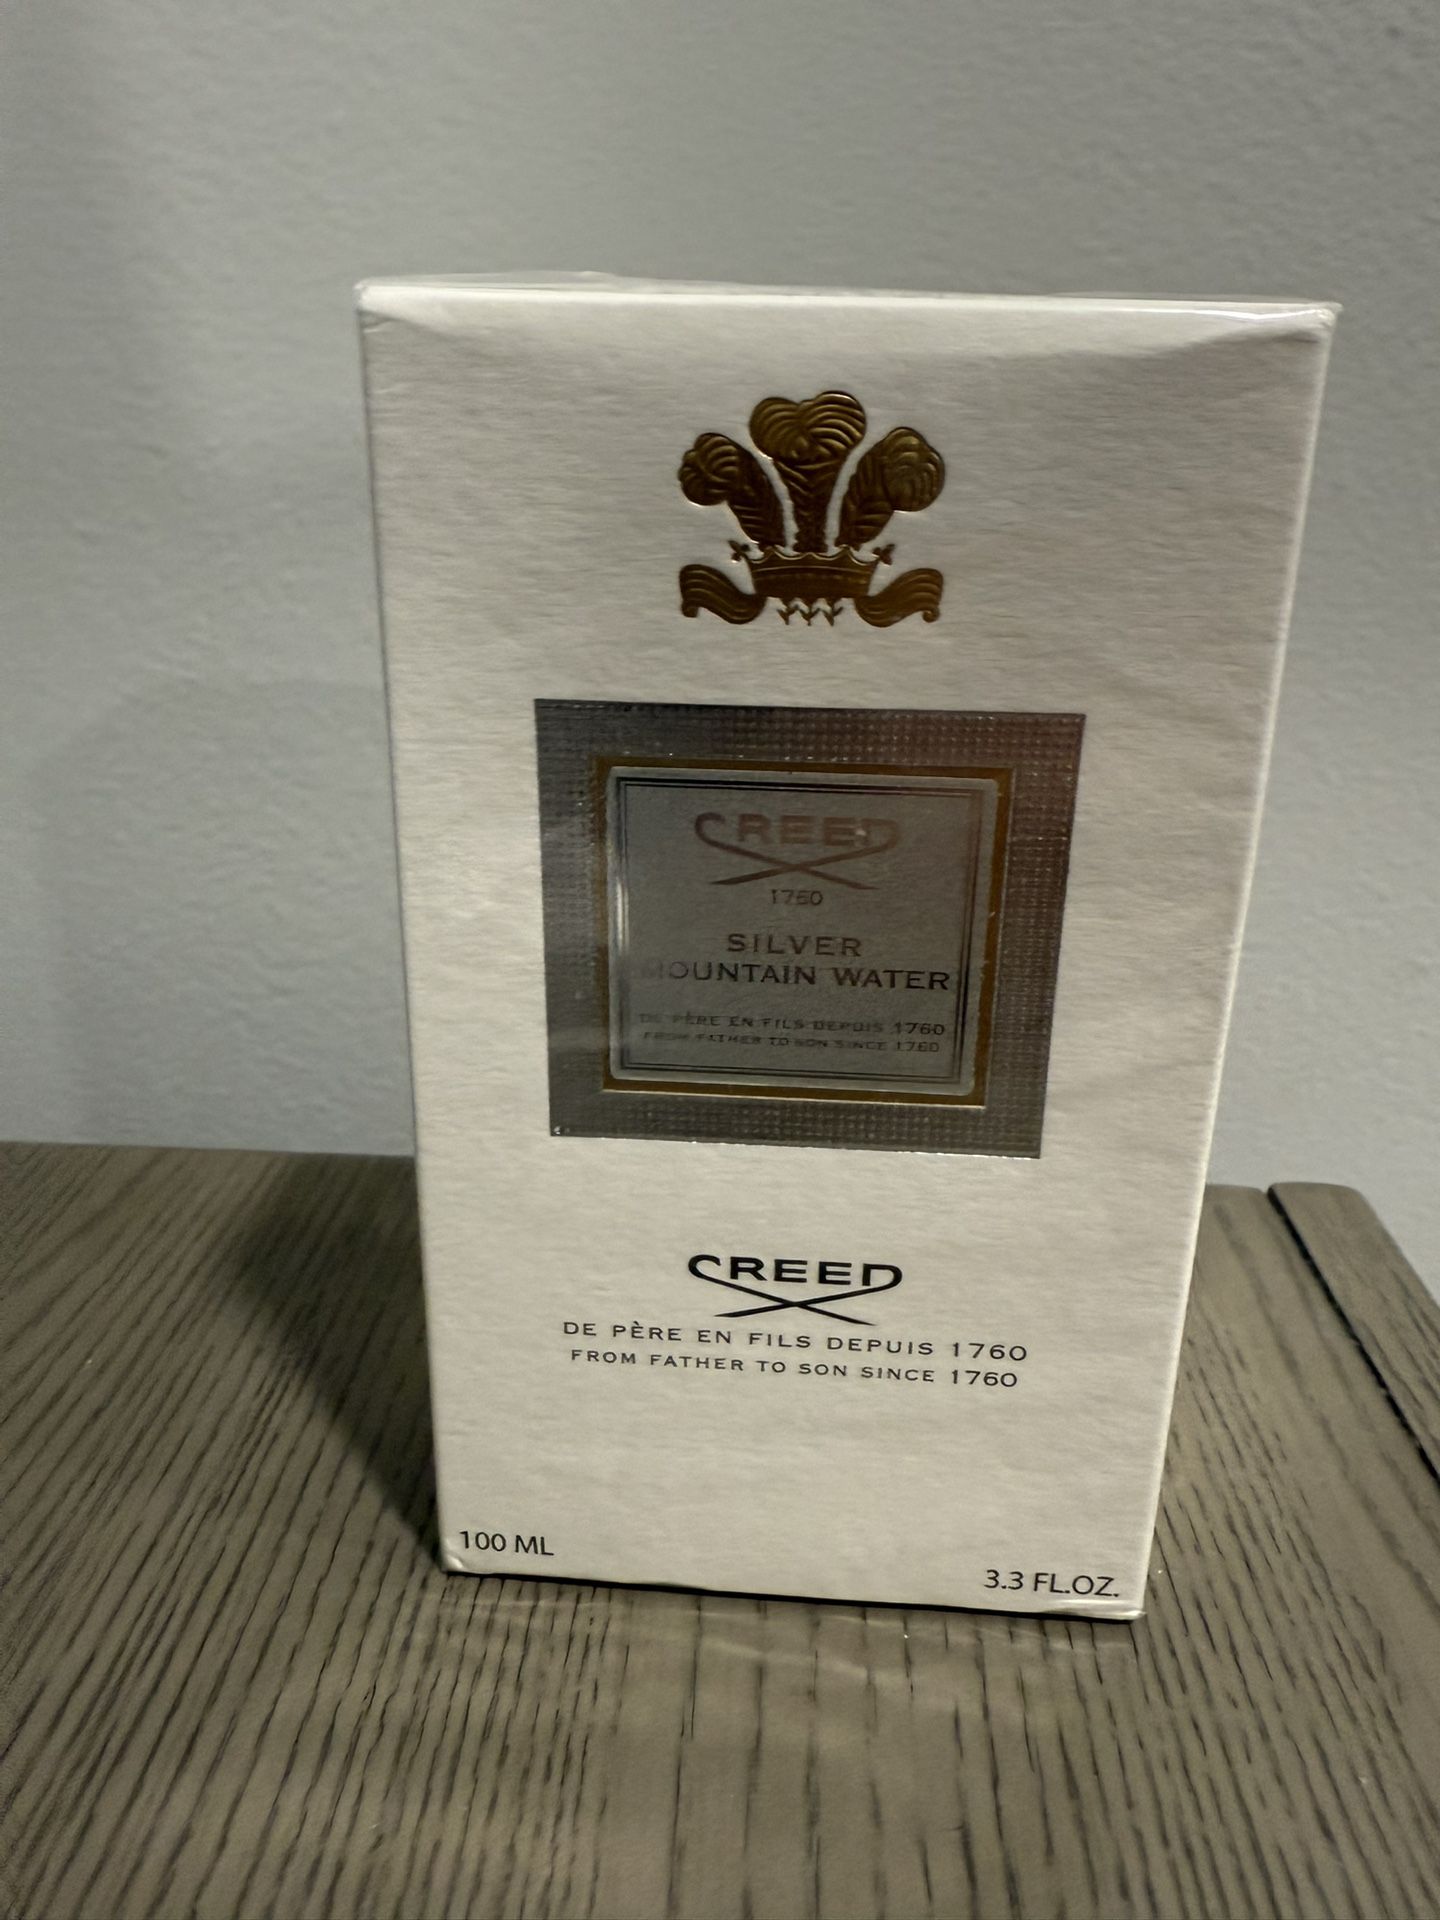 CREED
1760
SILVER
MOUNTAIN WATER
DE PÈRE EN FILS DEPUIS 1760
FROM FATHER TO SON SINCE 1760
CREED
DE PÈRE EN FILS DEPUIS 1760
FROM FATHER TO SON SINCE 1760
100 ML
3.3 FL.OZ.